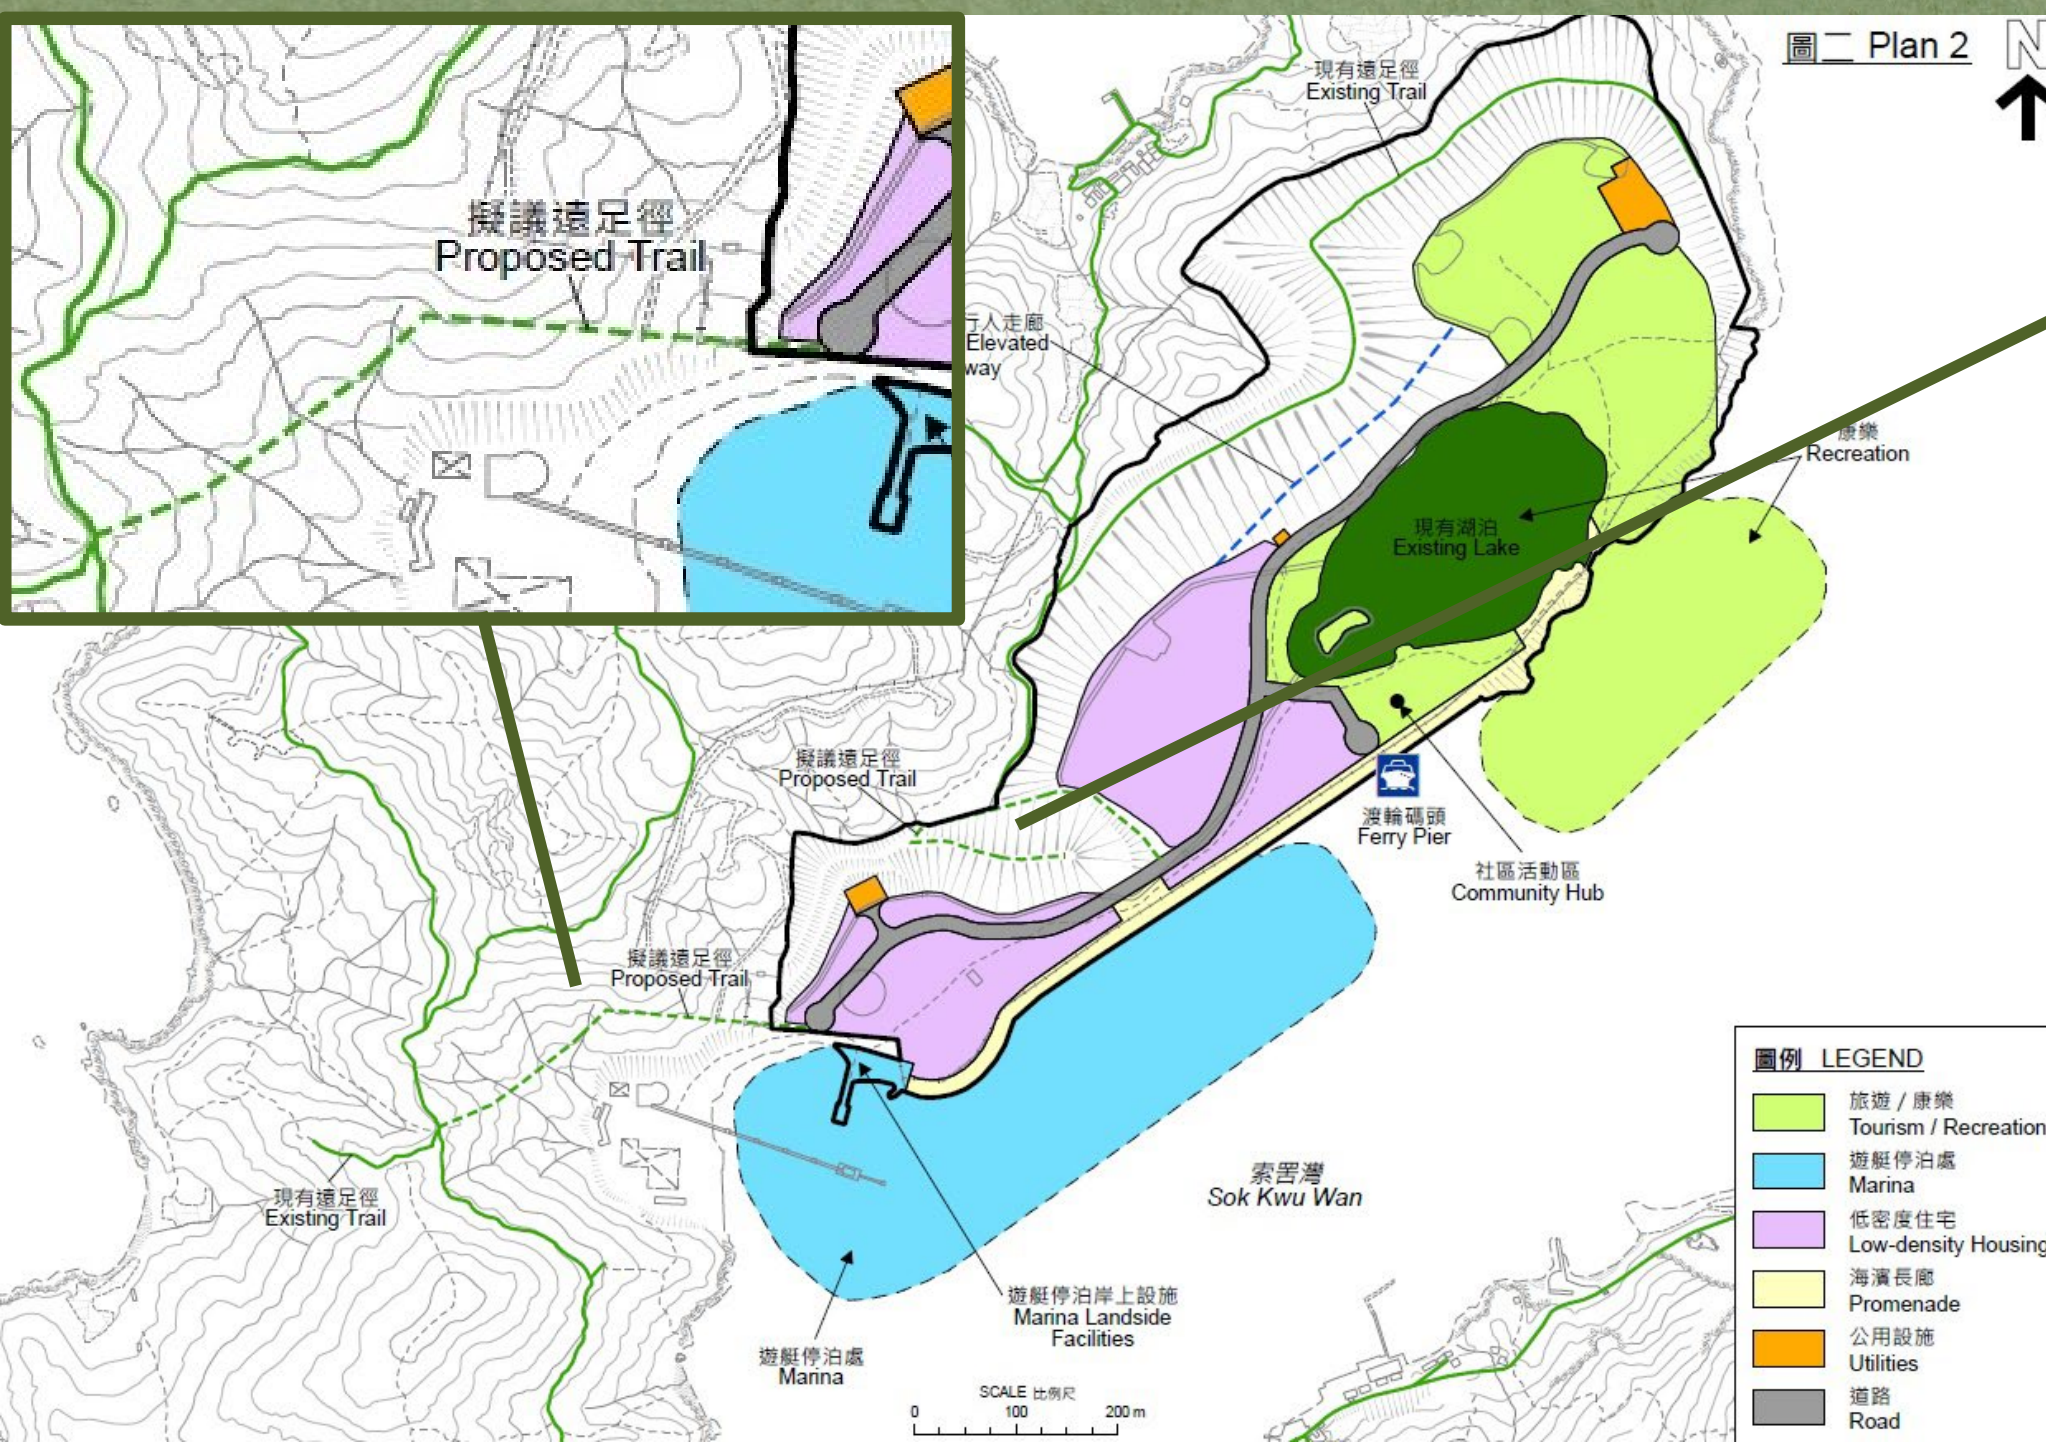 圖二 Plan 2
N
擬議遠足徑
Proposed Trail
現有遠足徑
Existing Trail
行人走廊
Elevated
way
康樂
Recreation
現有湖泊
Existing Lake
擬議遠足徑
Proposed Trail
渡輪碼頭
Ferry Pier
社區活動區
Community Hub
擬議遠足徑
Proposed Trail
現有遠足徑
Existing Trail
索罟灣
Sok Kwu Wan
遊艇停泊岸上設施
Marina Landside
Facilities
遊艇停泊處
Marina
SCALE 比例尺
0 100 200 m
圖例 LEGEND
旅遊 / 康樂
Tourism / Recreation
遊艇停泊處
Marina
低密度住宅
Low-density Housing
海濱長廊
Promenade
公用設施
Utilities
道路
Road